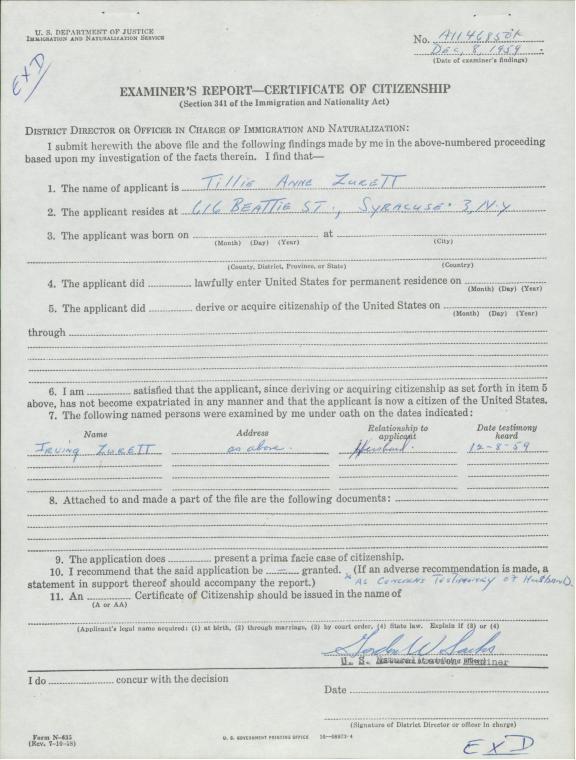 U. S. DEPARTMENT OF JUSTICE
IMMIGRATION AND NATURALIZATION SERVICE
No. A1146850K
Dec, 8, 1959
(Date of examiner's findings)
EXD
EXAMINER'S REPORT—CERTIFICATE OF CITIZENSHIP
(Section 341 of the Immigration and Nationality Act)
DISTRICT DIRECTOR OR OFFICER IN CHARGE OF IMMIGRATION AND NATURALIZATION:
I submit herewith the above file and the following findings made by me in the above-numbered proceeding
based upon my investigation of the facts therein. I find that—
1. The name of applicant is TILLIE ANNE ZURETT
2. The applicant resides at 616 BEATTIE ST., SYRACUSE 3, N.Y
3. The applicant was born on at
(Month) (Day) (Year) (City)
(County, District, Province, or State) (Country)
4. The applicant did lawfully enter United States for permanent residence on
(Month) (Day) (Year)
5. The applicant did derive or acquire citizenship of the United States on
(Month) (Day) (Year)
through
6. I am satisfied that the applicant, since deriving or acquiring citizenship as set forth in item 5
above, has not become expatriated in any manner and that the applicant is now a citizen of the United States.
7. The following named persons were examined by me under oath on the dates indicated:
Name Address Relationship to applicant Date testimony heard
IRVING ZURETT as above. Husband. 12-8-59
8. Attached to and made a part of the file are the following documents:
9. The application does present a prima facie case of citizenship.
10. I recommend that the said application be granted. (If an adverse recommendation is made, a
statement in support thereof should accompany the report.) * AS CONCERNS TESTIMONY OF HUSBAND.
11. An Certificate of Citizenship should be issued in the name of
(A or AA)
(Applicant's legal name acquired: (1) at birth, (2) through marriage, (3) by court order, (4) State law. Explain if (3) or (4)
Gordon W Sacks
U. S. Naturalization Examiner
I do concur with the decision
Date
(Signature of District Director or officer in charge)
Form N-635
(Rev. 7-10-58)
U. S. GOVERNMENT PRINTING OFFICE 16—68973-4
EXD